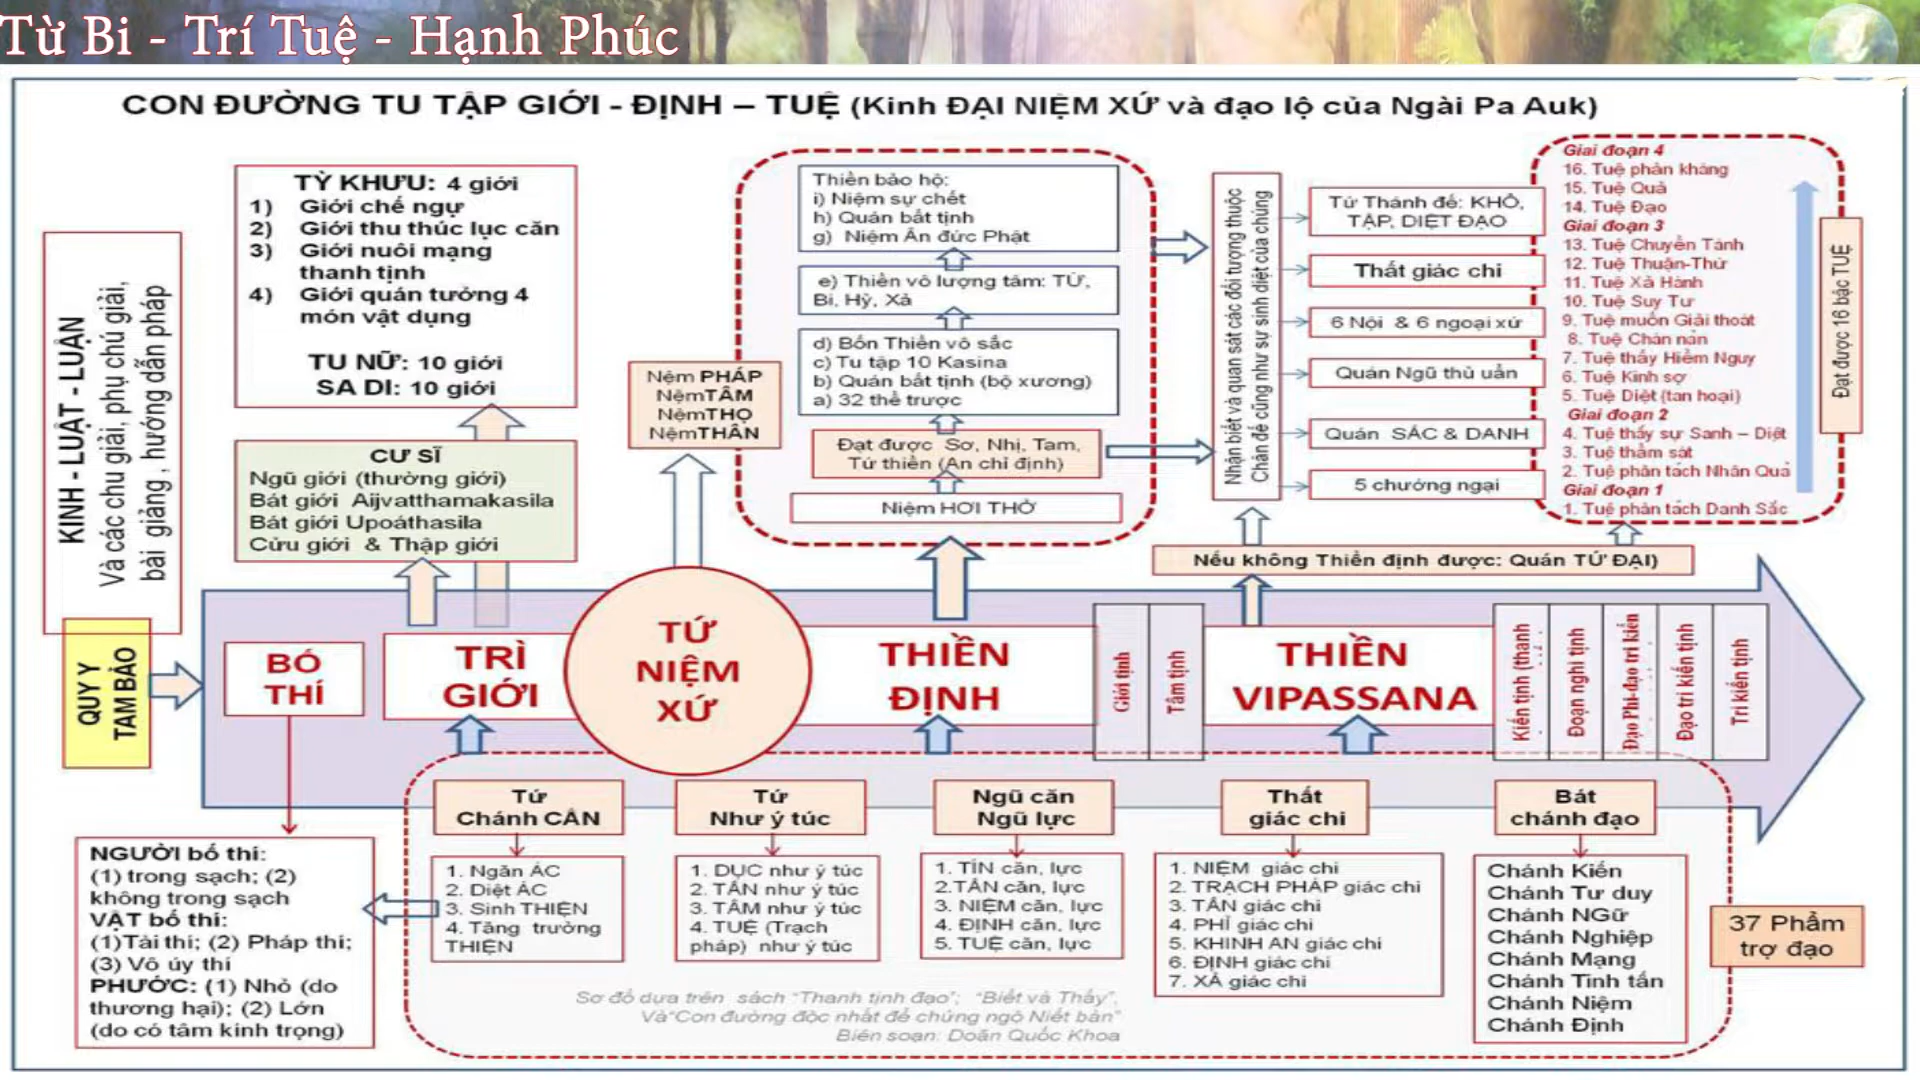 Từ Bi - Trí Tuệ - Hạnh Phúc
CON ĐƯỜNG TU TẬP GIỚI - ĐỊNH – TUỆ (Kinh ĐẠI NIỆM XỨ và đạo lộ của Ngài Pa Auk)
KINH - LUẬT - LUẬN
Và các chu giải, phụ chú giải,
bài giảng , hướng dẫn pháp
QUY Y
TAM BẢO
TỲ KHƯU: 4 giới
1) Giới chế ngự
2) Giới thu thúc lục căn
3) Giới nuôi mạng
thanh tịnh
4) Giới quán tưởng 4
món vật dụng
TU NỮ: 10 giới
SA DI: 10 giới
CƯ SĨ
Ngũ giới (thường giới)
Bát giới Aijvatthamakasila
Bát giới Upoáthasila
Cửu giới & Thập giới
Nệm PHÁP
NệmTÂM
NệmTHỌ
NệmTHÂN
Thiền bảo hộ:
i) Niệm sự chết
h) Quán bất tịnh
g) Niệm Ân đức Phật
e) Thiền vô lượng tâm: TỪ,
Bi, Hỷ, Xả
d) Bốn Thiền vô sắc
c) Tu tập 10 Kasina
b) Quán bất tịnh (bộ xương)
a) 32 thể trược
Đạt được Sơ, Nhị, Tam,
Tứ thiền (An chỉ định)
Niệm HƠI THỞ
Nhận biết và quan sát các đối tượng thuộc
Chân đế cũng như sự sinh diệt của chúng
Tứ Thánh đế: KHỔ,
TẬP, DIỆT ĐẠO
Thất giác chi
6 Nội & 6 ngoại xứ
Quán Ngũ thủ uẩn
Quán SẮC & DANH
5 chướng ngại
Giai đoạn 4
16. Tuệ phản kháng
15. Tuệ Quả
14. Tuệ Đạo
Giai đoạn 3
13. Tuệ Chuyển Tánh
12. Tuệ Thuận-Thứ
11. Tuệ Xả Hành
10. Tuệ Suy Tư
9. Tuệ muốn Giải thoát
8. Tuệ Chán nản
7. Tuệ thấy Hiểm Nguy
6. Tuệ Kinh sợ
5. Tuệ Diệt (tan hoại)
Giai đoạn 2
4. Tuệ thấy sự Sanh – Diệt
3. Tuệ thẩm sát
2. Tuệ phân tách Nhân Quả
Giai đoạn 1
1. Tuệ phân tách Danh Sắc
Đạt được 16 bậc TUỆ
Nếu không Thiền định được: Quán TỨ ĐẠI)
BỐ
THÍ
TRÌ
GIỚI
TỨ
NIỆM
XỨ
THIỀN
ĐỊNH
Giới tịnh
Tâm tịnh
THIỀN
VIPASSANA
Kiến tịnh (thanh
Đoạn nghi tịnh
Đạo Phi-đạo tri kiến
Đạo tri kiến tịnh
Tri kiến tịnh
Tứ
Chánh CẦN
Tứ
Như ý túc
Ngũ căn
Ngũ lực
Thất
giác chi
Bát
chánh đạo
NGƯỜI bố thí:
(1) trong sạch; (2)
không trong sạch
VẬT bố thí:
(1)Tài thí; (2) Pháp thí;
(3) Vô úy thí
PHƯỚC: (1) Nhỏ (do
thương hại); (2) Lớn
(do có tâm kính trọng)
1. Ngăn ÁC
2. Diệt ÁC
3. Sinh THIỆN
4. Tăng trưởng
THIỆN
1. DỤC như ý túc
2. TẤN như ý túc
3. TÂM như ý túc
4. TUỆ (Trạch
pháp) như ý túc
1. TÍN căn, lực
2.TẤN căn, lực
3. NIỆM căn, lực
4. ĐỊNH căn, lực
5. TUỆ căn, lực
1. NIỆM giác chi
2. TRẠCH PHÁP giác chi
3. TẤN giác chi
4. PHỈ giác chi
5. KHINH AN giác chi
6. ĐỊNH giác chi
7. XẢ giác chi
Chánh Kiến
Chánh Tư duy
Chánh NGữ
Chánh Nghiệp
Chánh Mạng
Chánh Tinh tấn
Chánh Niệm
Chánh Định
37 Phẩm
trợ đạo
Sơ đồ dựa trên sách "Thanh tịnh đạo"; "Biết và Thấy",
Và"Con đường độc nhất để chứng ngộ Niết bàn"
Biên soạn: Doãn Quốc Khoa